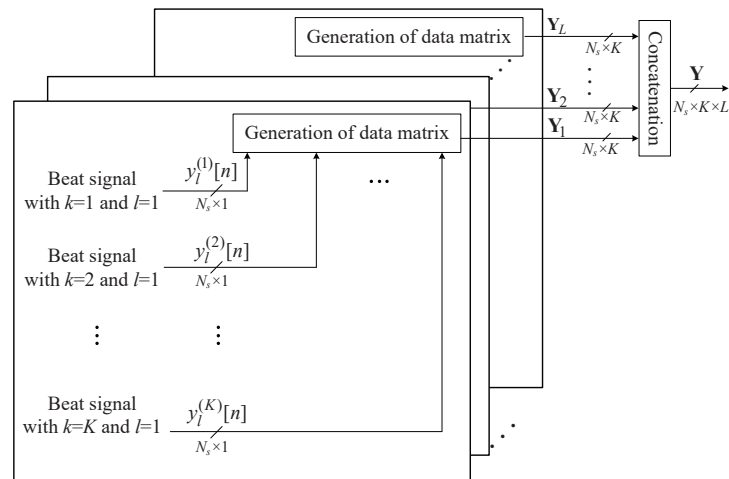 Generation of data matrix
Y_L
N_s×K
Concatenation
Y
N_s×K×L
⋮
Y_2
N_s×K
Generation of data matrix
Y_1
N_s×K
Beat signal
with k=1 and l=1
y_l^{(1)}[n]
N_s×1
...
Beat signal
with k=2 and l=1
y_l^{(2)}[n]
N_s×1
⋮ ⋮
Beat signal
with k=K and l=1
y_l^{(K)}[n]
N_s×1